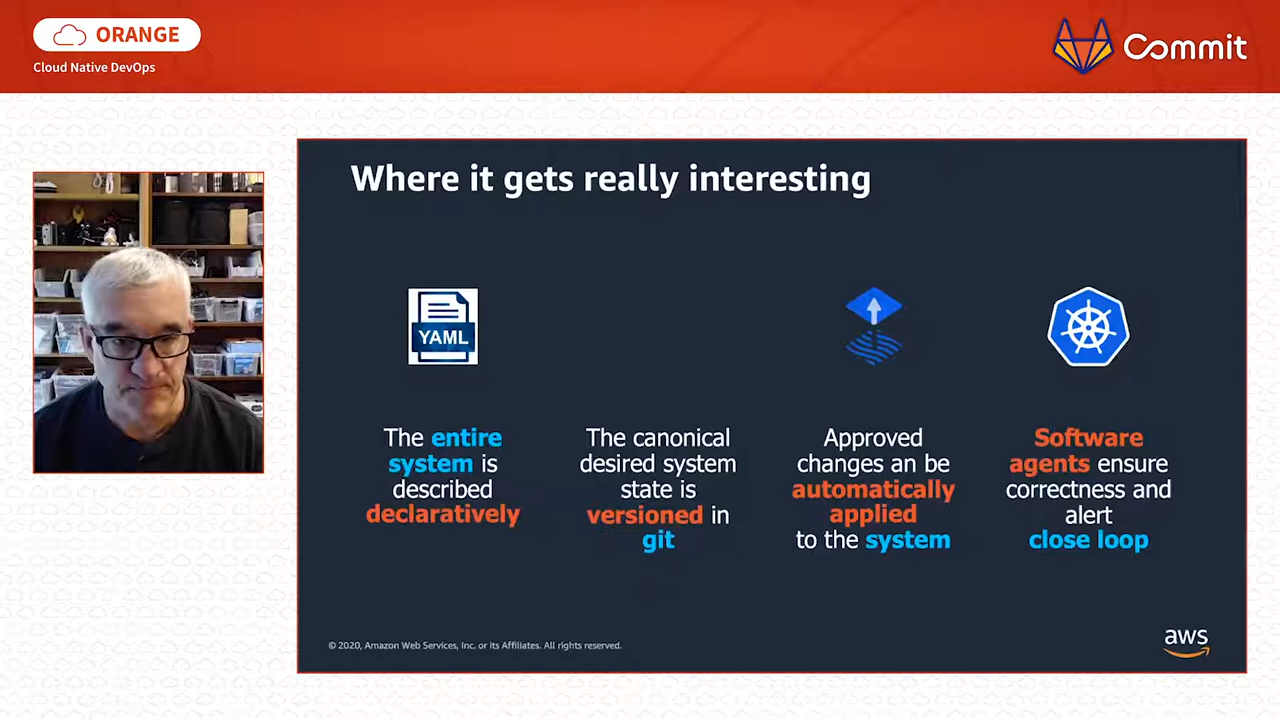 ORANGE
Cloud Native DevOps
Commit
Where it gets really interesting
YAML
The entire
system is
described
declaratively
The canonical
desired system
state is
versioned in
git
Approved
changes an be
automatically
applied
to the system
Software
agents ensure
correctness and
alert
close loop
© 2020, Amazon Web Services, Inc. or its Affiliates. All rights reserved.
aws